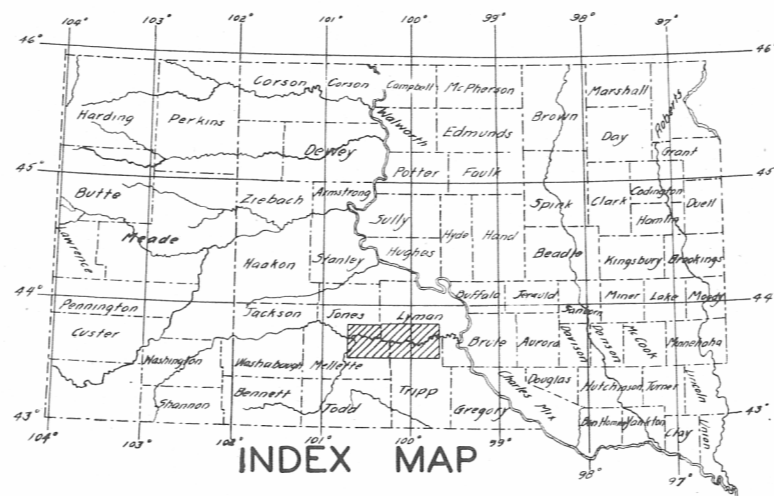 104° 103° 102° 101° 100° 99° 98° 97°
46° 46°
Corson Corson Campbell McPherson Marshall Roberts
Harding Perkins Walworth Edmunds Brown Day
Dewey Grant
45° Potter Faulk 45°
Butte Ziebach Armstrong Spink Clark Codington Duell
Sully Hyde Hand Hamlin
Lawrence Meade Haakon Stanley Hughes Beadle Kingsbury Brookings
44° Buffalo Jerauld Sanborn Miner Lake Moody 44°
Pennington Jackson Jones Lyman
Custer Brule Aurora Davison Danson McCook Minnehaha
Washington Washabaugh Mellette
Shannon Bennett Todd Tripp Gregory Charles Mix Douglas Hutchinson Turner Lincoln
43° Bon Homme Yankton Clay Union 43°
104° 103° 102° 101° 100° 99° 98° 97°
INDEX MAP